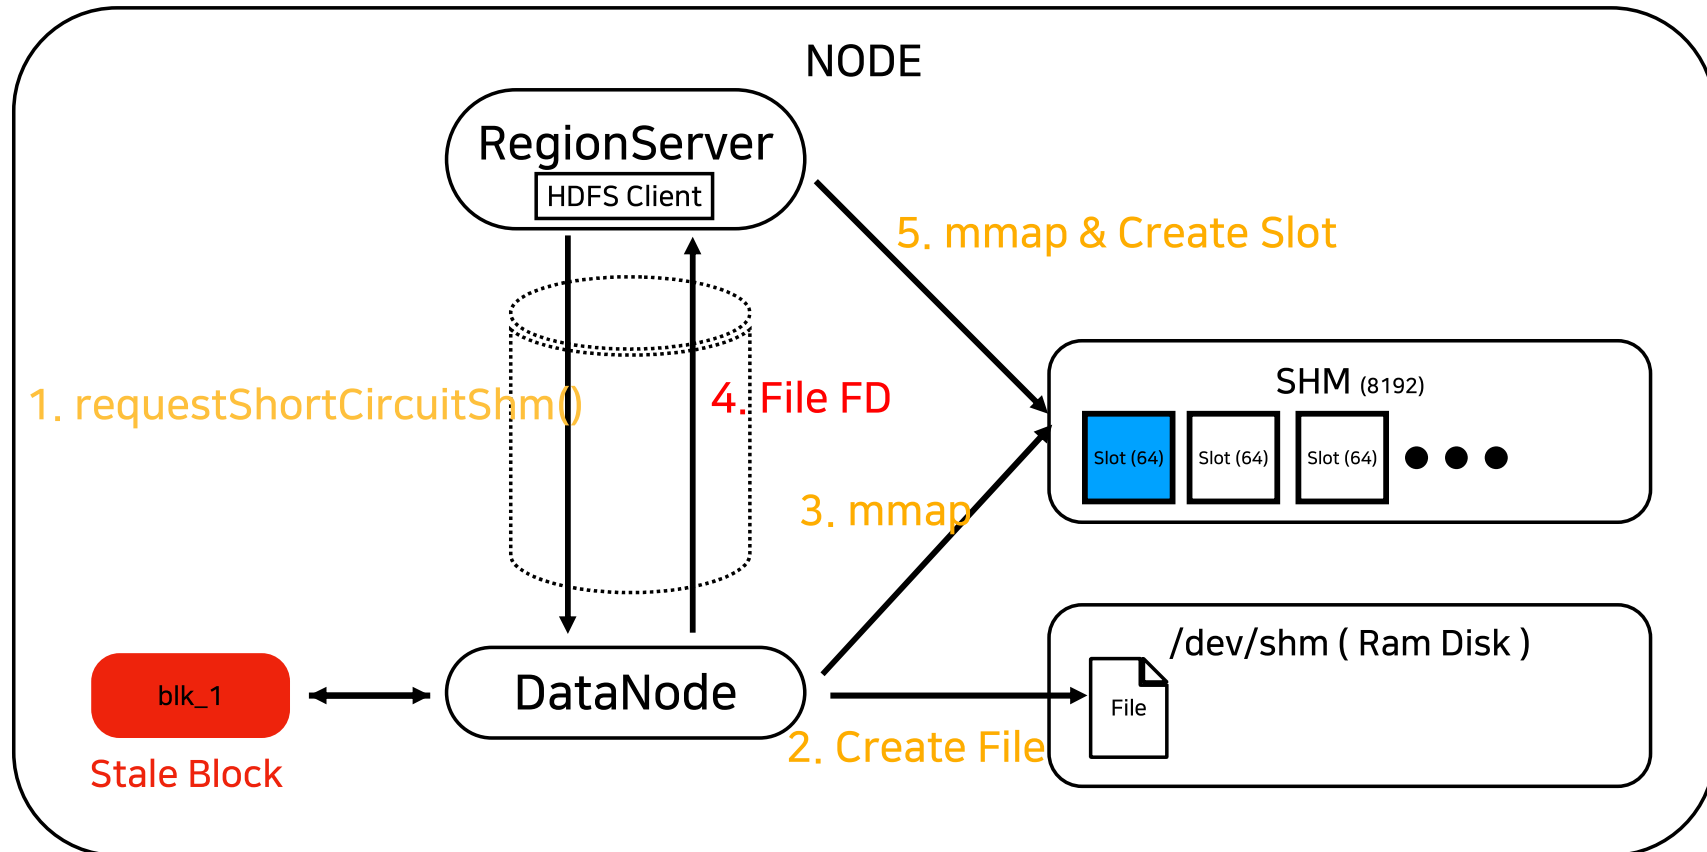 NODE
RegionServer
HDFS Client
5. mmap & Create Slot
1. requestShortCircuitShm()
4. File FD
SHM (8192)
Slot (64) Slot (64) Slot (64)
3. mmap
/dev/shm ( Ram Disk )
File
blk_1
DataNode
2. Create File
Stale Block